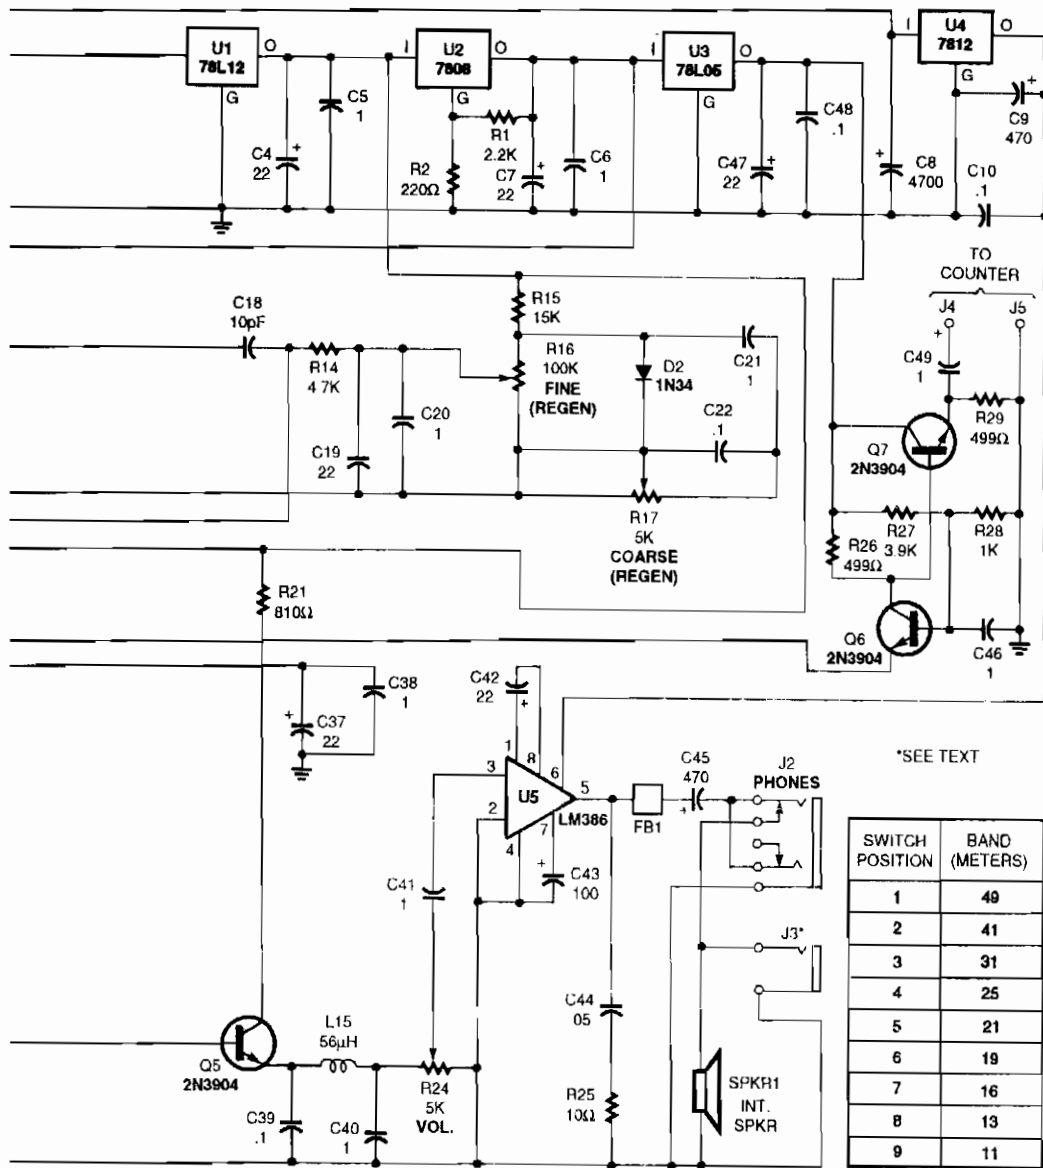 U1
78L12
O
G
C4
22
+
C5
1
I
U2
7808
O
G
R1
2.2K
R2
220Ω
C7
22
+
C6
1
I
U3
78L05
O
G
C47
22
+
C48
.1
I
U4
7812
O
G
C8
4700
+
C9
470
+
C10
.1
TO
COUNTER
J4
J5
C18
10pF
R14
4.7K
C19
22
C20
1
R15
15K
R16
100K
FINE
(REGEN)
D2
1N34
C21
1
C22
.1
R17
5K
COARSE
(REGEN)
+
C49
1
R29
499Ω
Q7
2N3904
R27
3.9K
R28
1K
R26
499Ω
Q6
2N3904
C46
1
R21
810Ω
C38
1
C37
22
+
C42
22
+
1
8
6
3
5
2
7
4
U5
LM386
C43
100
+
C41
1
FB1
C45
470
+
J2
PHONES
J3*
C44
05
R25
10Ω
SPKR1
INT.
SPKR
Q5
2N3904
L15
56µH
R24
5K
VOL.
C39
.1
C40
1
*SEE TEXT
SWITCH POSITION BAND (METERS)
1 49
2 41
3 31
4 25
5 21
6 19
7 16
8 13
9 11